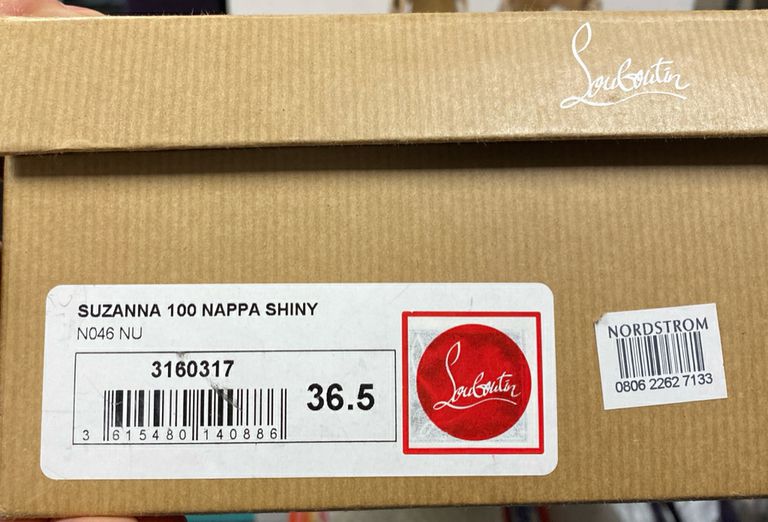 Louboutin
SUZANNA 100 NAPPA SHINY
N046 NU
3160317
36.5
3 615480 140886
Louboutin
NORDSTROM
0806 2262 7133